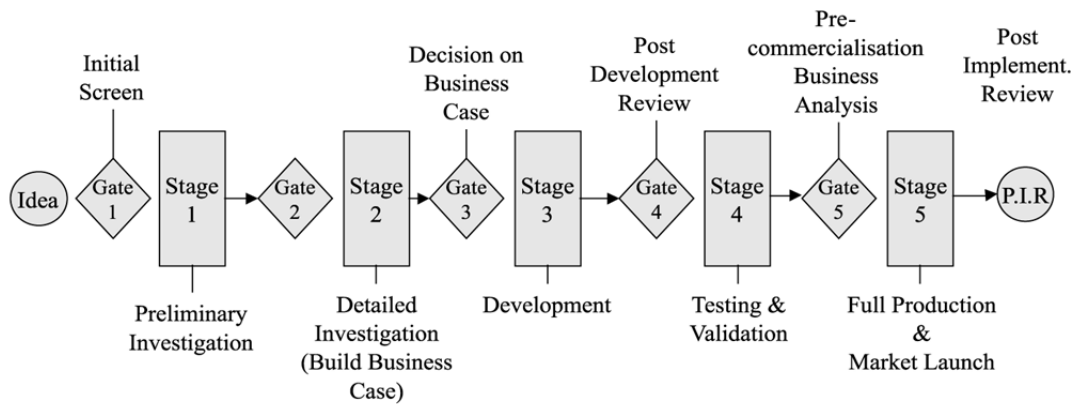 Initial
Screen
Decision on
Business
Case
Post
Development
Review
Pre-
commercialisation
Business
Analysis
Post
Implement.
Review
Idea
Gate
1
Stage
1
Gate
2
Stage
2
Gate
3
Stage
3
Gate
4
Stage
4
Gate
5
Stage
5
P.I.R
Preliminary
Investigation
Detailed
Investigation
(Build Business
Case)
Development
Testing &
Validation
Full Production
&
Market Launch